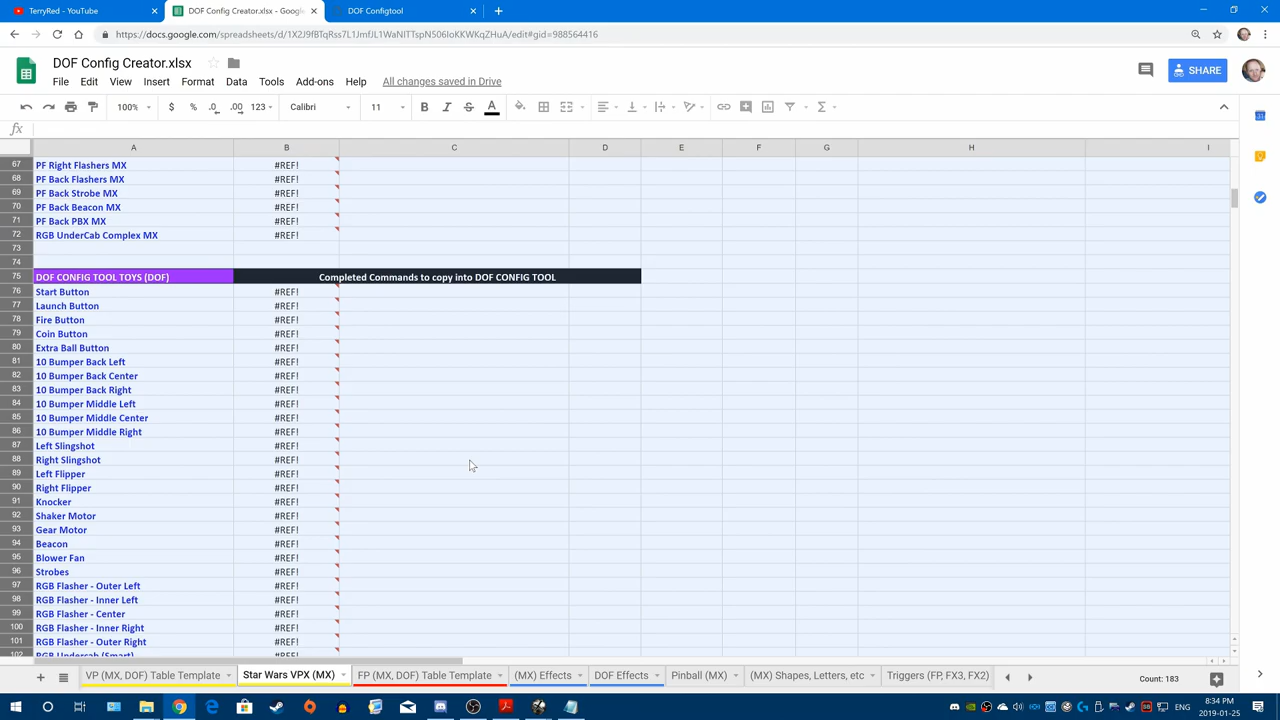 TerryRed
DOF Config Creator.xlsx - Google
DOF Configtool
https://docs.google.com/spreadsheets/d/1X2J9fBTqRss7L1JmfJL1WaNITTspN506IoKKWKqZHuA/edit#gid=988564416
DOF Config Creator.xlsx
File Edit View Insert Format Data Tools Add-ons Help All changes saved in Drive
SHARE
100% $ % .0 .00 123 Calibri 11 B I S A
fx
A B C D E F G H I
67 PF Right Flashers MX #REF!
68 PF Back Flashers MX #REF!
69 PF Back Strobe MX #REF!
70 PF Back Beacon MX #REF!
71 PF Back PBX MX #REF!
72 RGB UnderCab Complex MX #REF!
73
74
75 DOF CONFIG TOOL TOYS (DOF) Completed Commands to copy into DOF CONFIG TOOL
76 Start Button #REF!
77 Launch Button #REF!
78 Fire Button #REF!
79 Coin Button #REF!
80 Extra Ball Button #REF!
81 10 Bumper Back Left #REF!
82 10 Bumper Back Center #REF!
83 10 Bumper Back Right #REF!
84 10 Bumper Middle Left #REF!
85 10 Bumper Middle Center #REF!
86 10 Bumper Middle Right #REF!
87 Left Slingshot #REF!
88 Right Slingshot #REF!
89 Left Flipper #REF!
90 Right Flipper #REF!
91 Knocker #REF!
92 Shaker Motor #REF!
93 Gear Motor #REF!
94 Beacon #REF!
95 Blower Fan #REF!
96 Strobes #REF!
97 RGB Flasher - Outer Left #REF!
98 RGB Flasher - Inner Left #REF!
99 RGB Flasher - Center #REF!
100 RGB Flasher - Inner Right #REF!
101 RGB Flasher - Outer Right #REF!
102 RGB Undercab (Smart) #REF!
VP (MX, DOF) Table Template Star Wars VPX (MX) FP (MX, DOF) Table Template (MX) Effects DOF Effects Pinball (MX) (MX) Shapes, Letters, etc Triggers (FP, FX3, VP) Count: 183
ENG
8:34 PM
2019-01-25